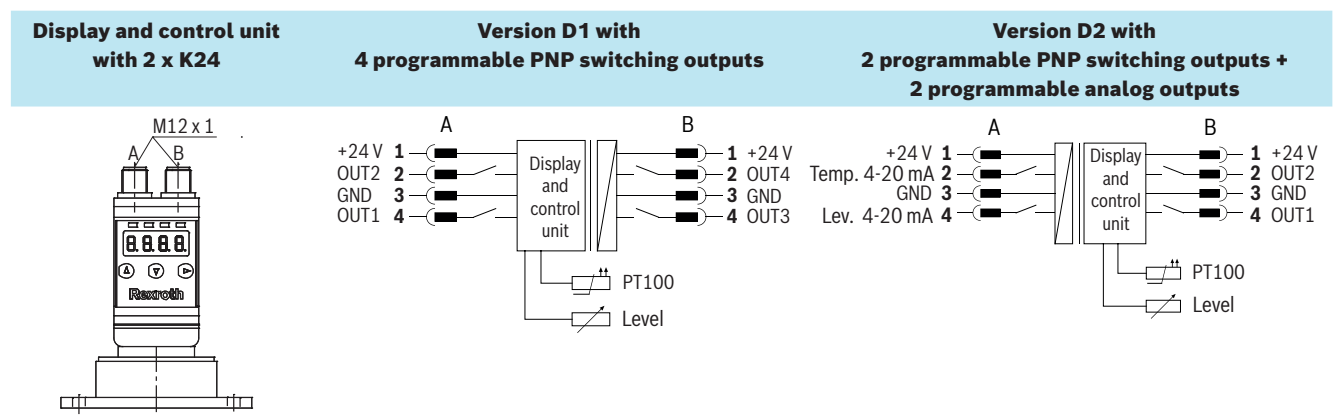 Display and control unit
with 2 x K24
Version D1 with
4 programmable PNP switching outputs
Version D2 with
2 programmable PNP switching outputs +
2 programmable analog outputs
M12 x 1
A B
8.8.8.8.
Rexroth
A B
+24 V 1
OUT2 2
GND 3
OUT1 4
Display
and
control
unit
1 +24 V
2 OUT4
3 GND
4 OUT3
PT100
Level
A B
+24 V 1
Temp. 4-20 mA 2
GND 3
Lev. 4-20 mA 4
Display
and
control
unit
1 +24 V
2 OUT2
3 GND
4 OUT1
PT100
Level